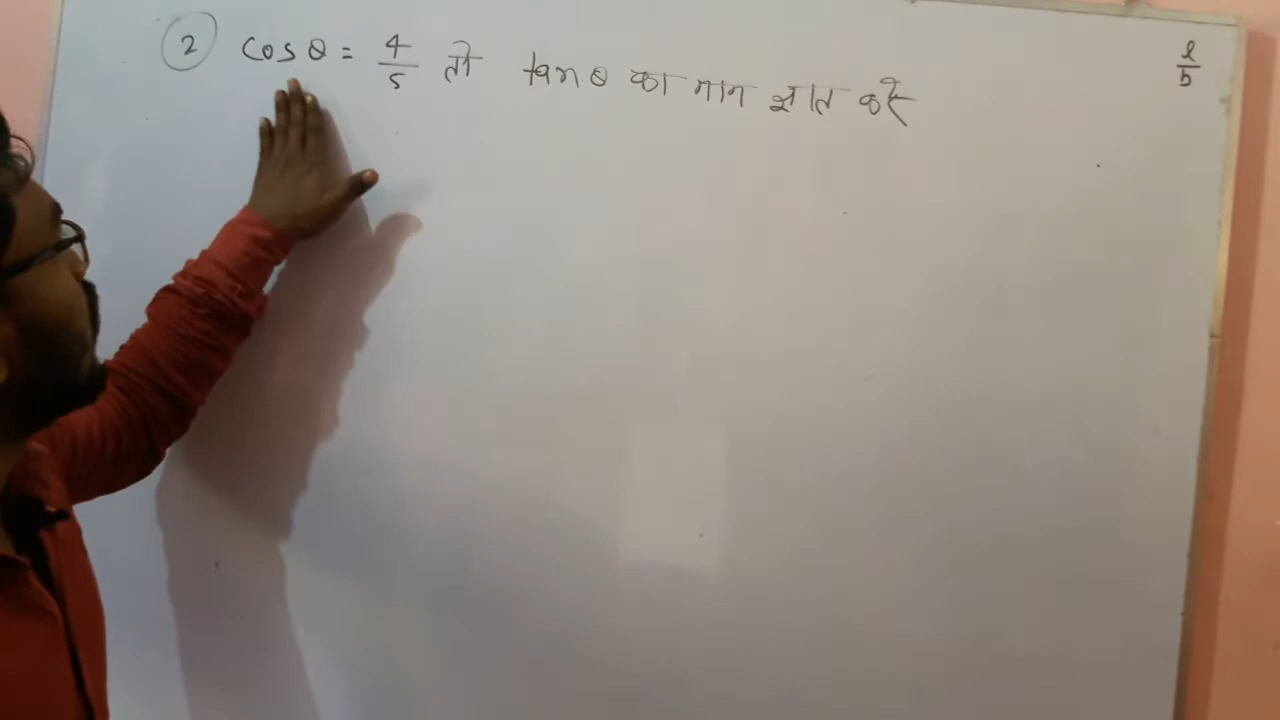 ② cos θ = 4/5 तो tan θ का मान ज्ञात करें
l/b